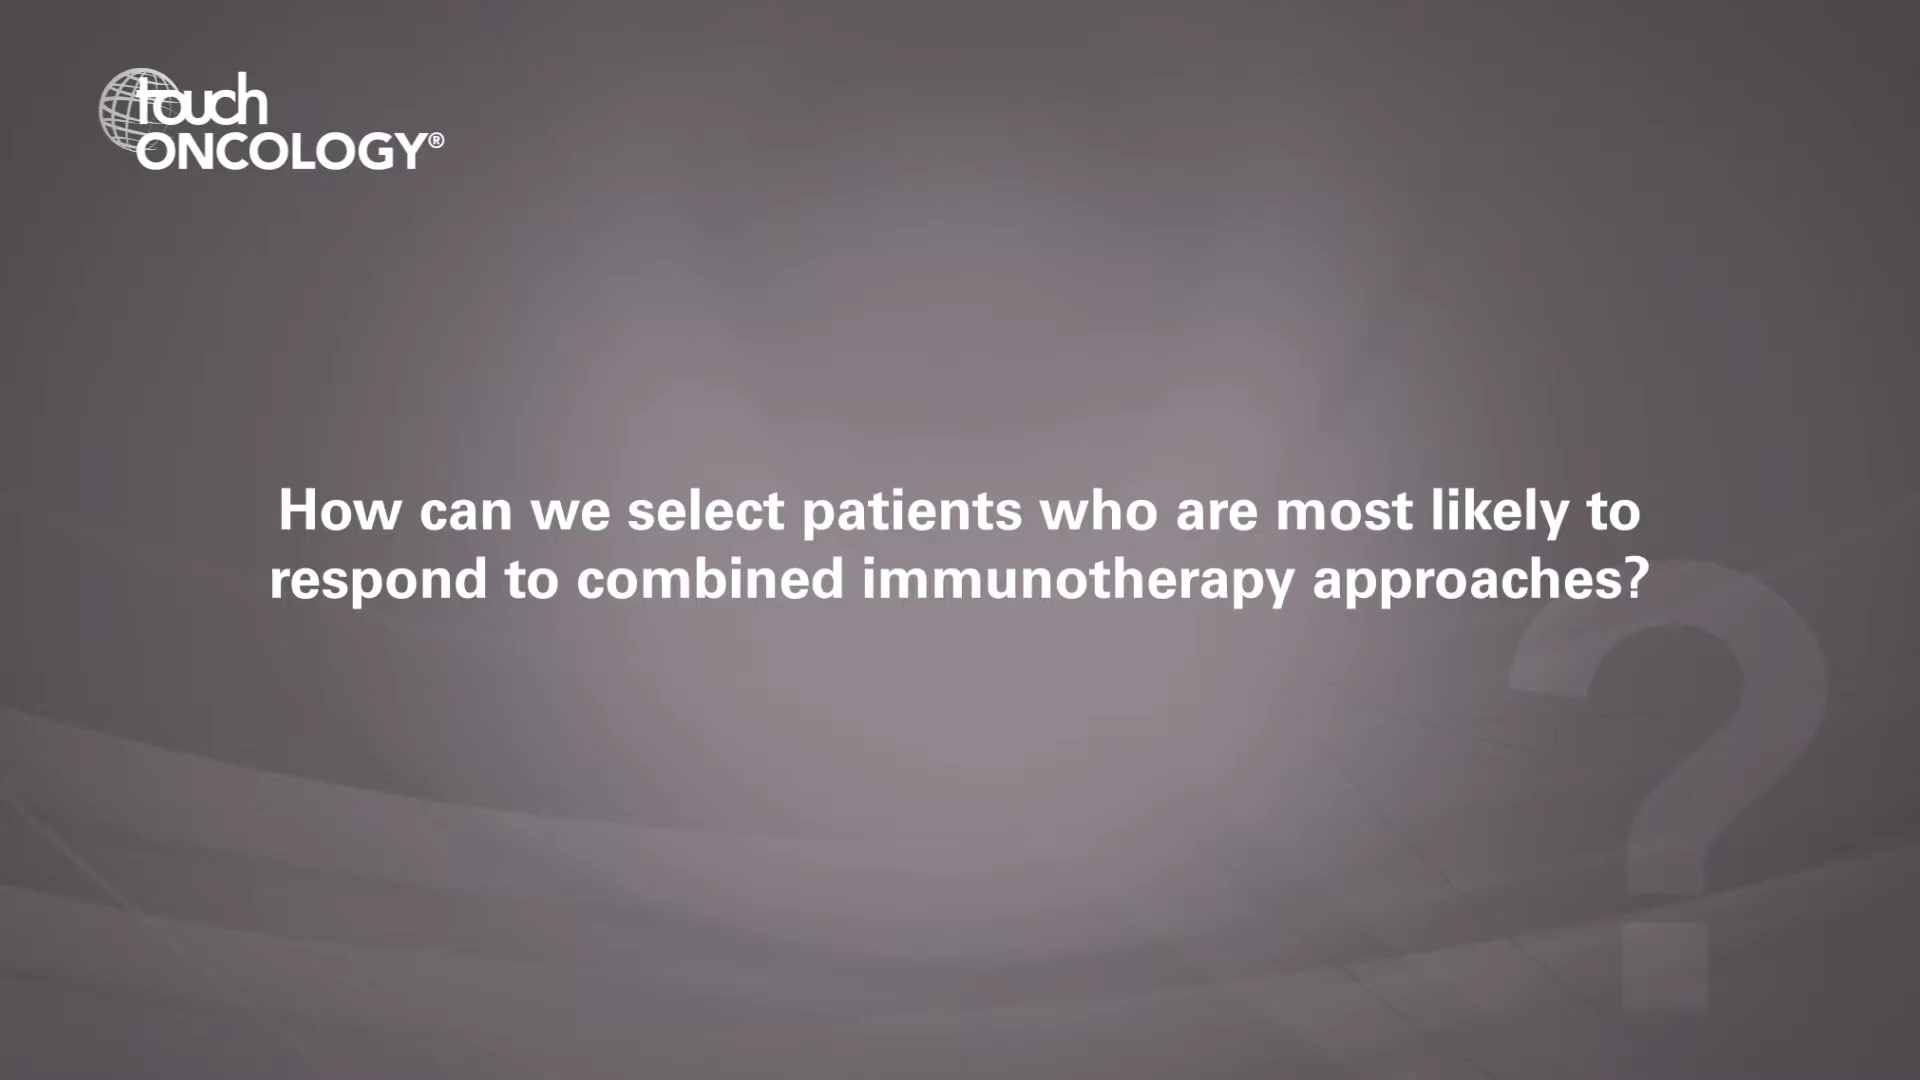 touch
ONCOLOGY®
How can we select patients who are most likely to
respond to combined immunotherapy approaches?
?